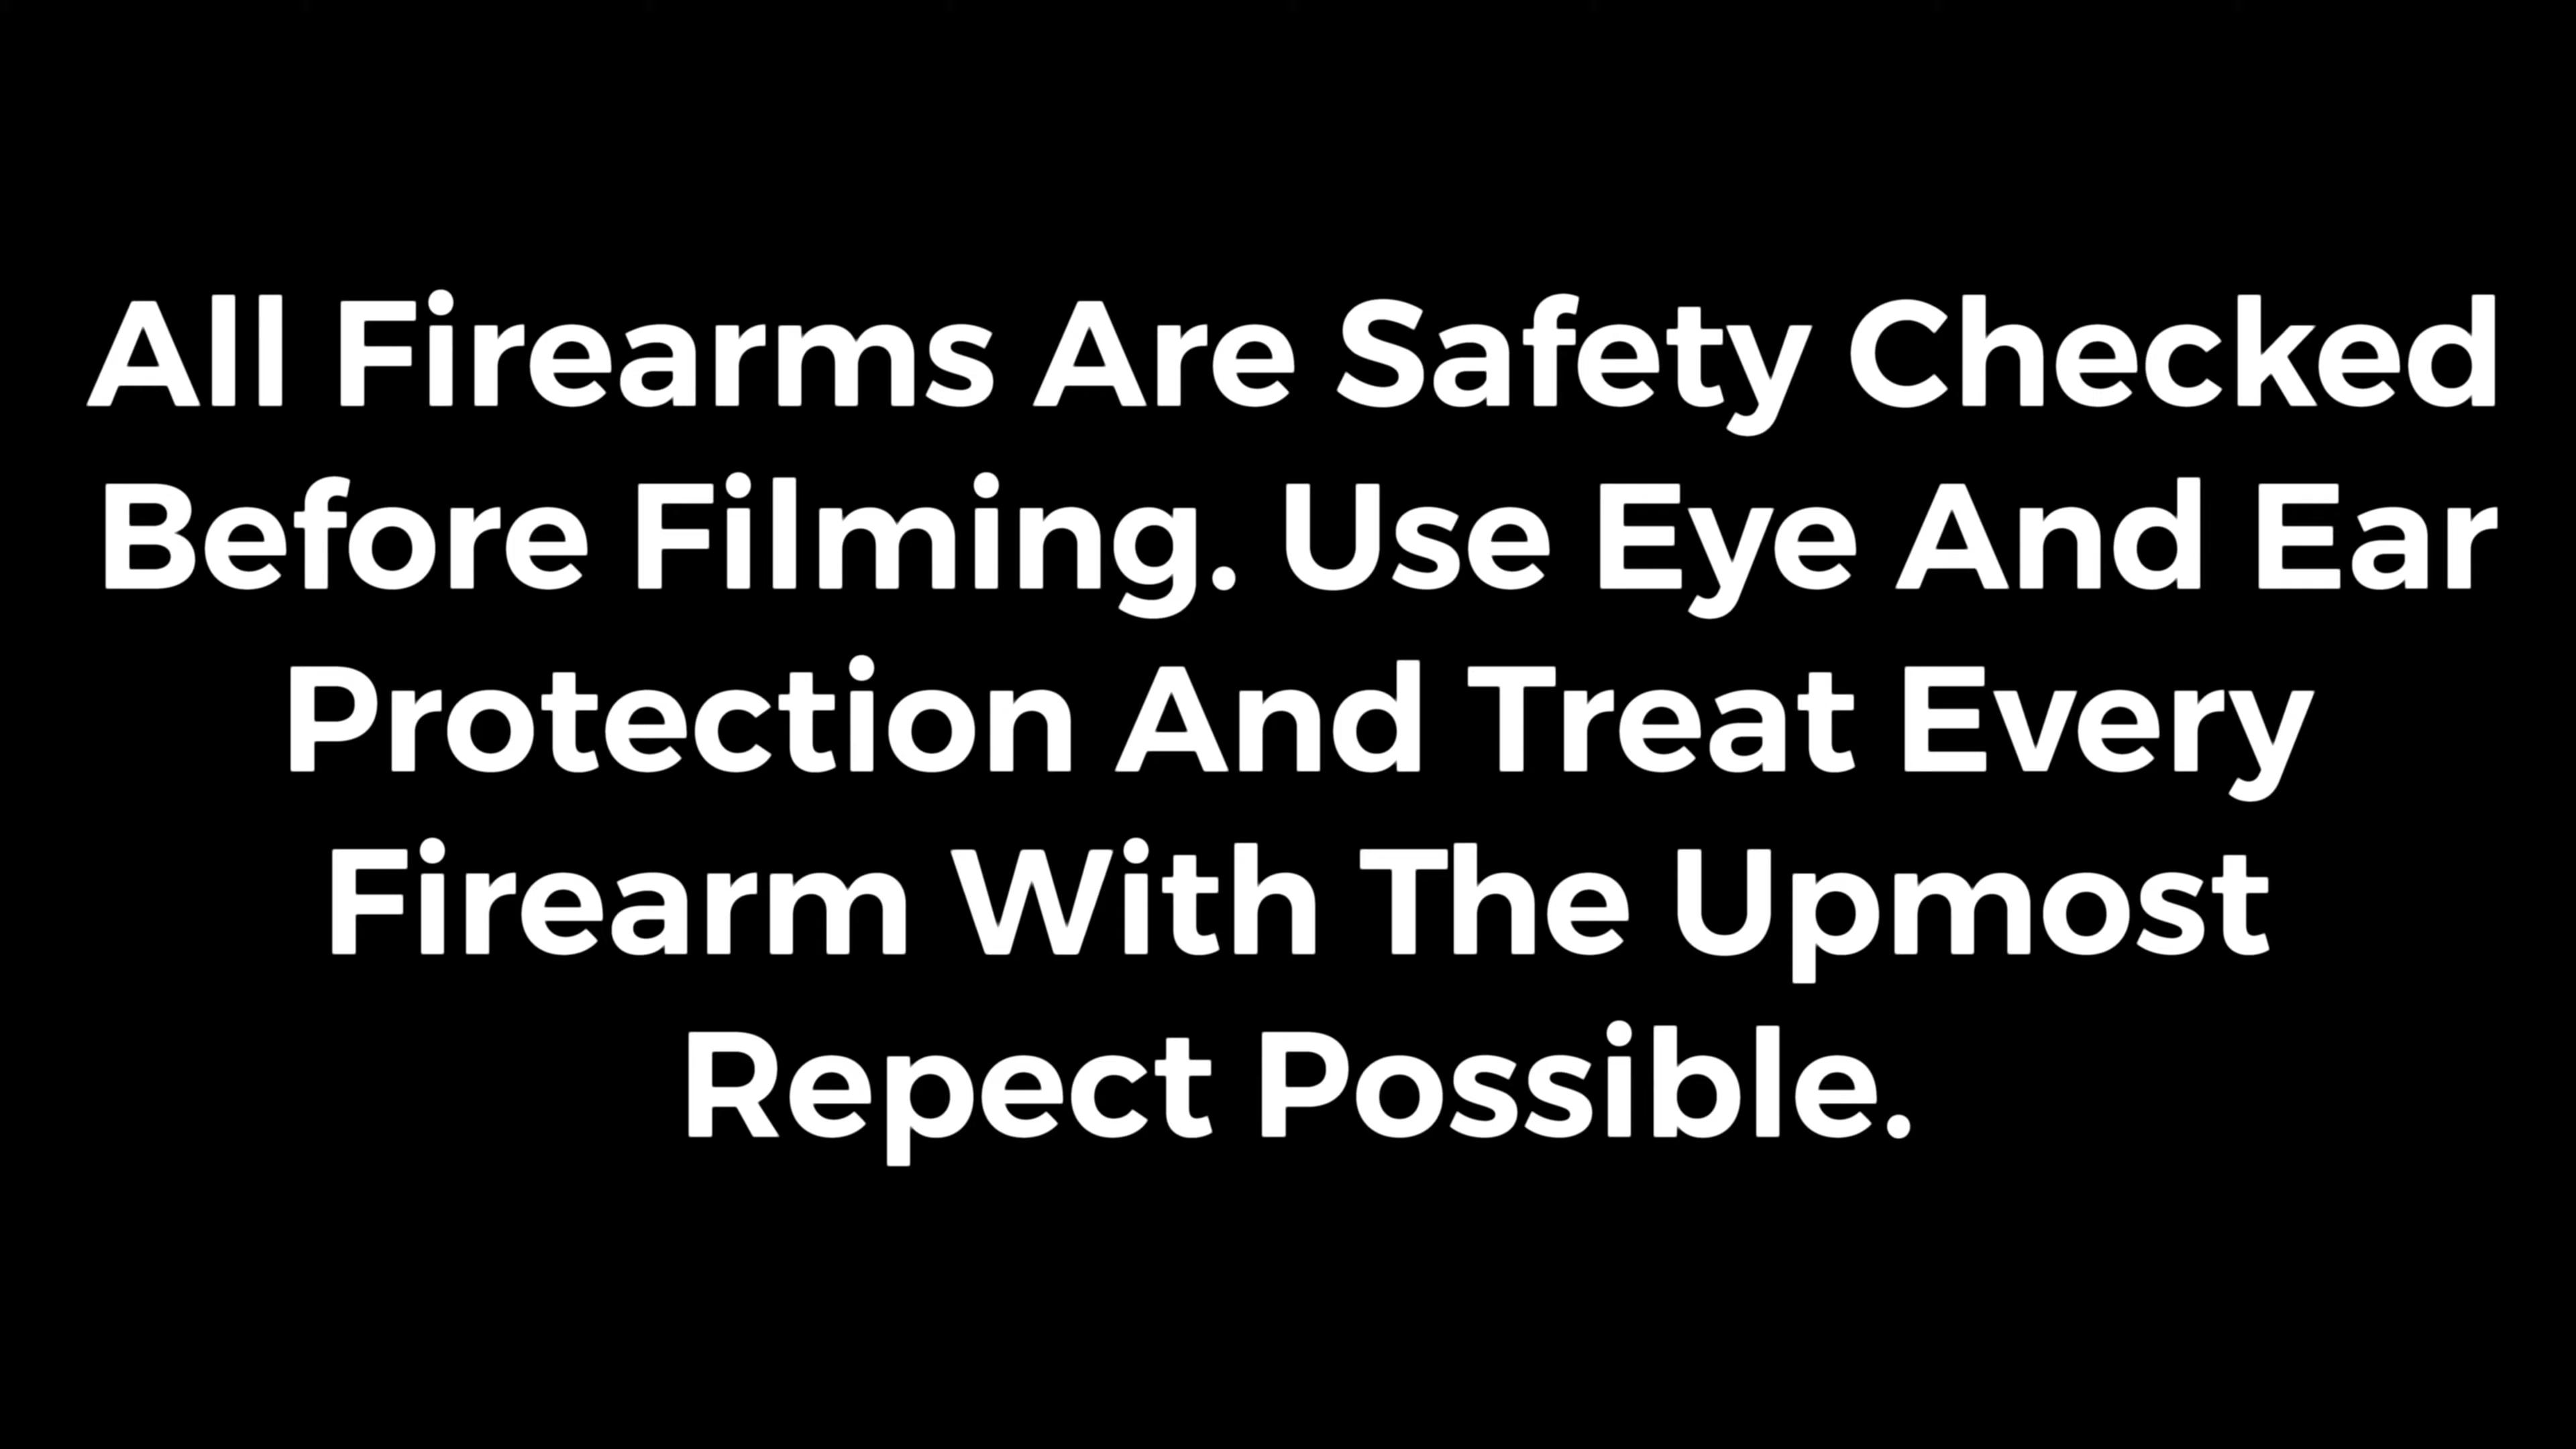 All Firearms Are Safety Checked
Before Filming. Use Eye And Ear
Protection And Treat Every
Firearm With The Upmost
Repect Possible.